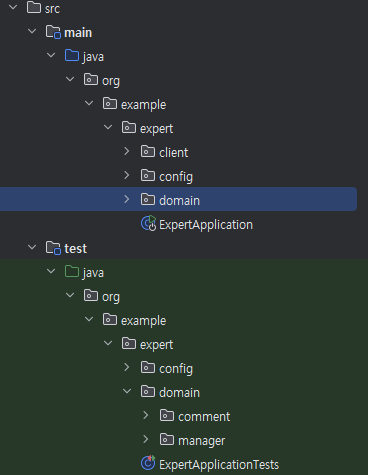 src
main
java
org
example
expert
client
config
domain
ExpertApplication
test
java
org
example
expert
config
domain
comment
manager
ExpertApplicationTests